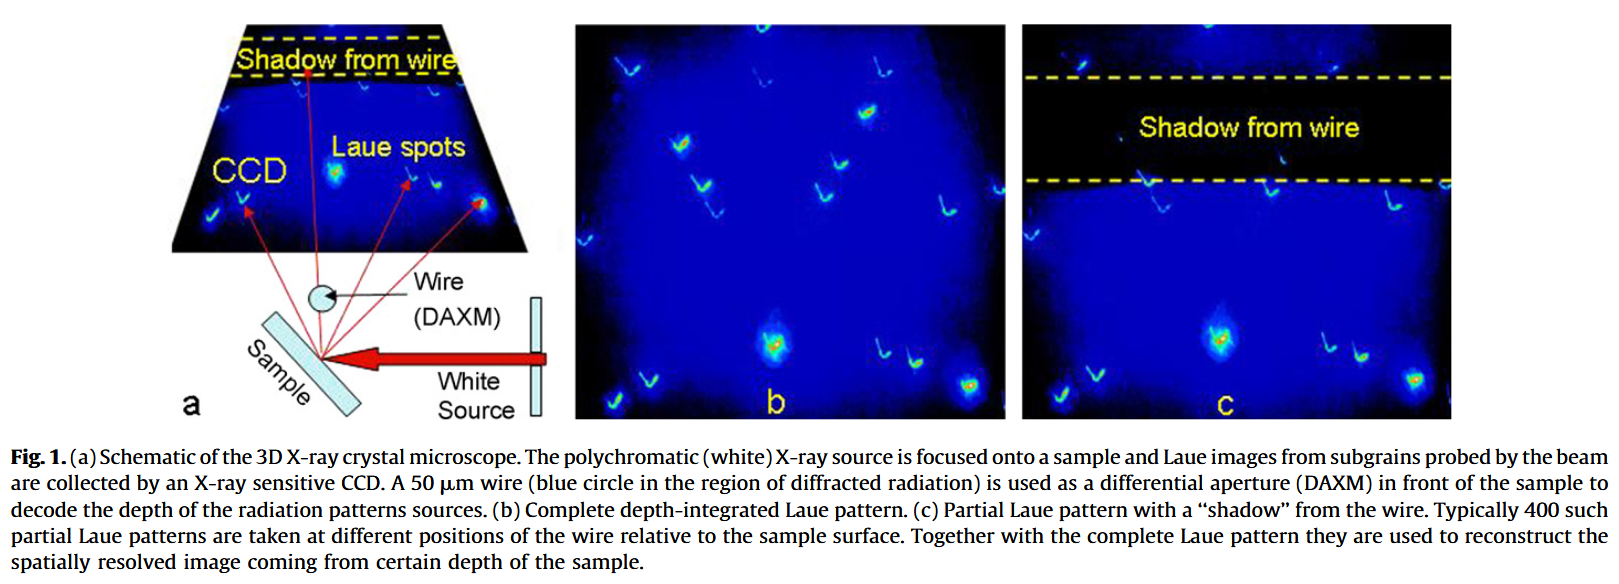 Shadow from wire
Laue spots
CCD
Wire
(DAXM)
Sample
White
Source
a
b
Shadow from wire
c
Fig. 1. (a) Schematic of the 3D X-ray crystal microscope. The polychromatic (white) X-ray source is focused onto a sample and Laue images from subgrains probed by the beam
are collected by an X-ray sensitive CCD. A 50 μm wire (blue circle in the region of diffracted radiation) is used as a differential aperture (DAXM) in front of the sample to
decode the depth of the radiation patterns sources. (b) Complete depth-integrated Laue pattern. (c) Partial Laue pattern with a “shadow” from the wire. Typically 400 such
partial Laue patterns are taken at different positions of the wire relative to the sample surface. Together with the complete Laue pattern they are used to reconstruct the
spatially resolved image coming from certain depth of the sample.